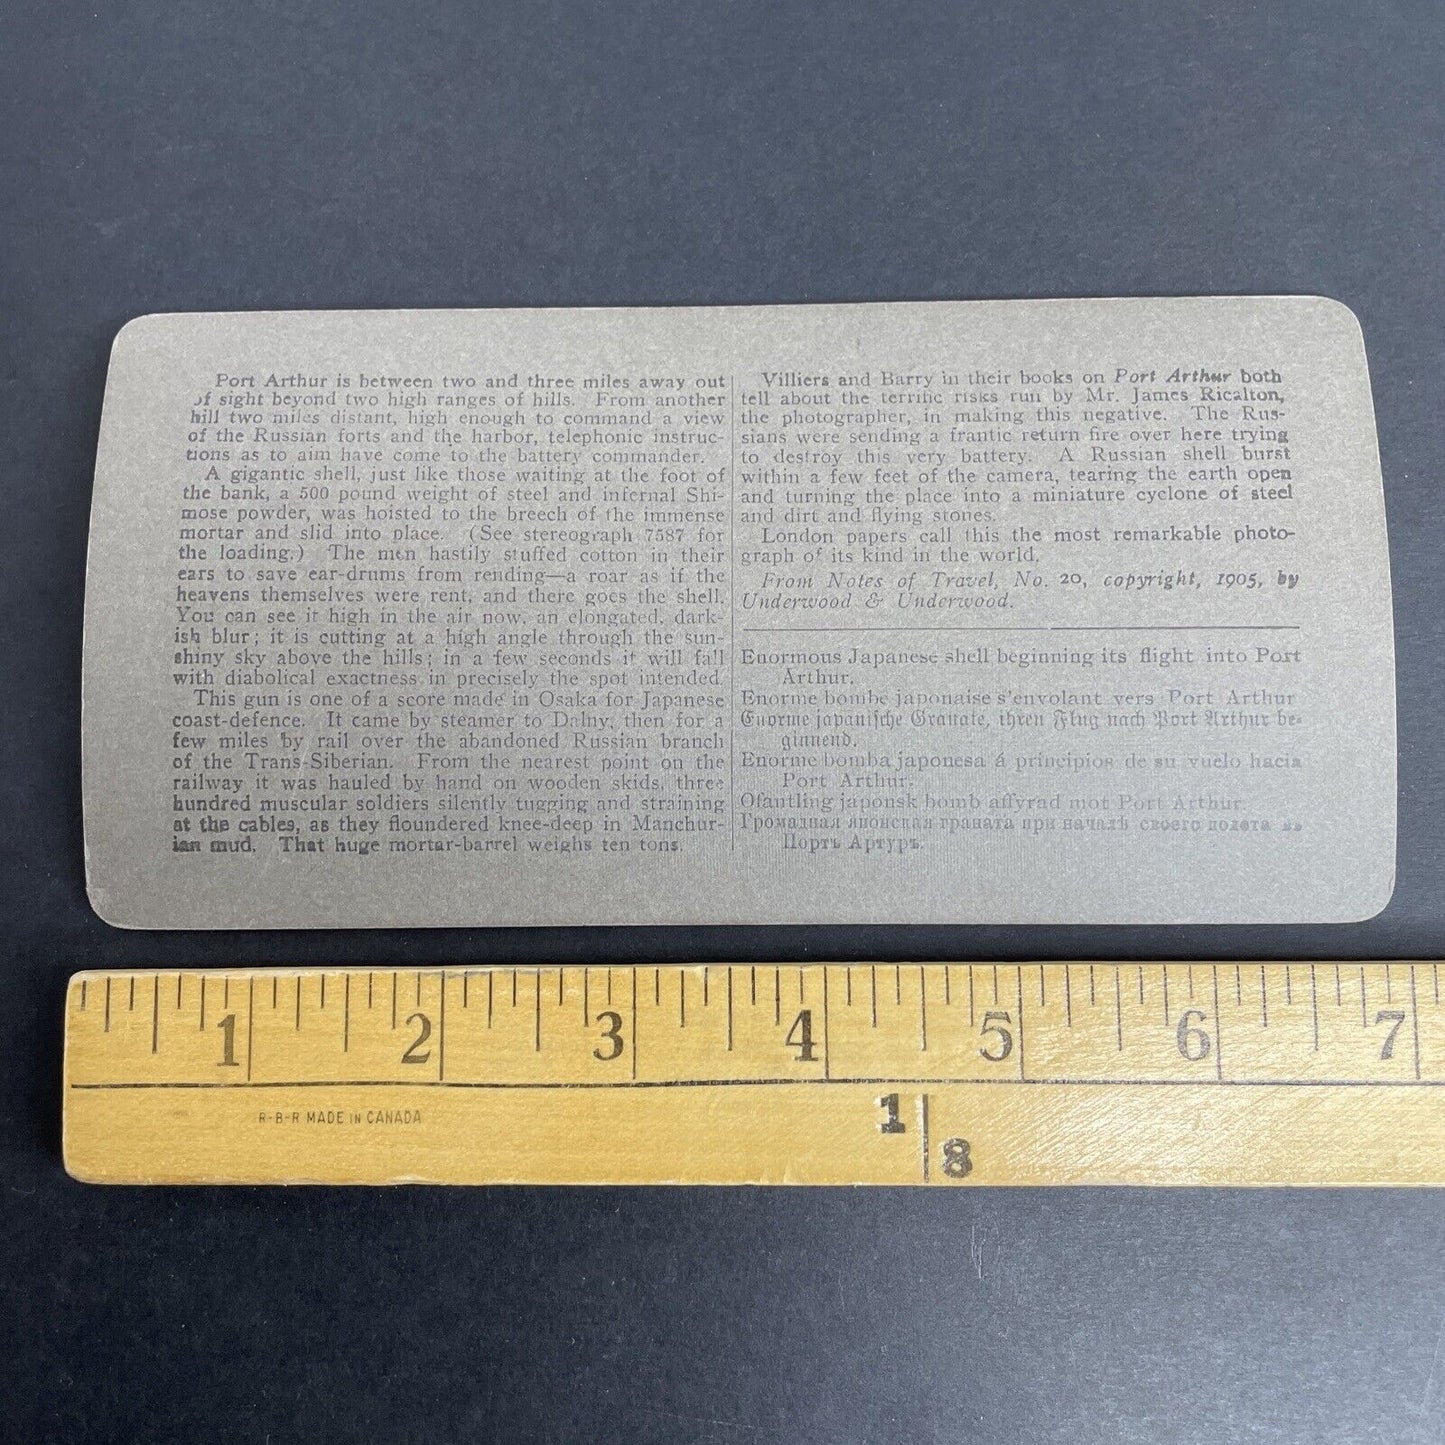 Port Arthur is between two and three miles away out
of sight beyond two high ranges of hills. From another
hill two miles distant, high enough to command a view
of the Russian forts and the harbor, telephonic instruc-
tions as to aim have come to the battery commander.
A gigantic shell, just like those waiting at the foot of
the bank, a 500 pound weight of steel and infernal Shi-
mose powder, was hoisted to the breech of the immense
mortar and slid into place. (See stereograph 7587 for
the loading.) The men hastily stuffed cotton in their
ears to save ear-drums from rending—a roar as if the
heavens themselves were rent, and there goes the shell.
You can see it high in the air now, an elongated, dark-
ish blur; it is cutting at a high angle through the sun-
shiny sky above the hills; in a few seconds it will fall
with diabolical exactness in precisely the spot intended.
This gun is one of a score made in Osaka for Japanese
coast-defence. It came by steamer to Dalny, then for a
few miles by rail over the abandoned Russian branch
of the Trans-Siberian. From the nearest point on the
railway it was hauled by hand on wooden skids, three
hundred muscular soldiers silently tugging and straining
at the cables, as they floundered knee-deep in Manchur-
ian mud. That huge mortar-barrel weighs ten tons.
Villiers and Barry in their books on Port Arthur both
tell about the terrific risks run by Mr. James Ricalton,
the photographer, in making this negative. The Rus-
sians were sending a frantic return fire over here trying
to destroy this very battery. A Russian shell burst
within a few feet of the camera, tearing the earth open
and turning the place into a miniature cyclone of steel
and dirt and flying stones.
London papers call this the most remarkable photo-
graph of its kind in the world.
From Notes of Travel, No. 20, copyright, 1905, by
Underwood & Underwood.
Enormous Japanese shell beginning its flight into Port
Arthur.
Enorme bombe japonaise s'envolant vers Port Arthur
Enorme japanische Granate, ihren Flug nach Port Arthur be-
ginnend.
Enorme bomba japonesa á principios de su vuelo hacia
Port Arthur.
Ofantling japonsk bomb affyrad mot Port Arthur.
Громадная японская граната при началѣ своего полета въ
Портъ Артуръ.
1 2 3 4 5 6 7
R-B-R MADE IN CANADA
1
8